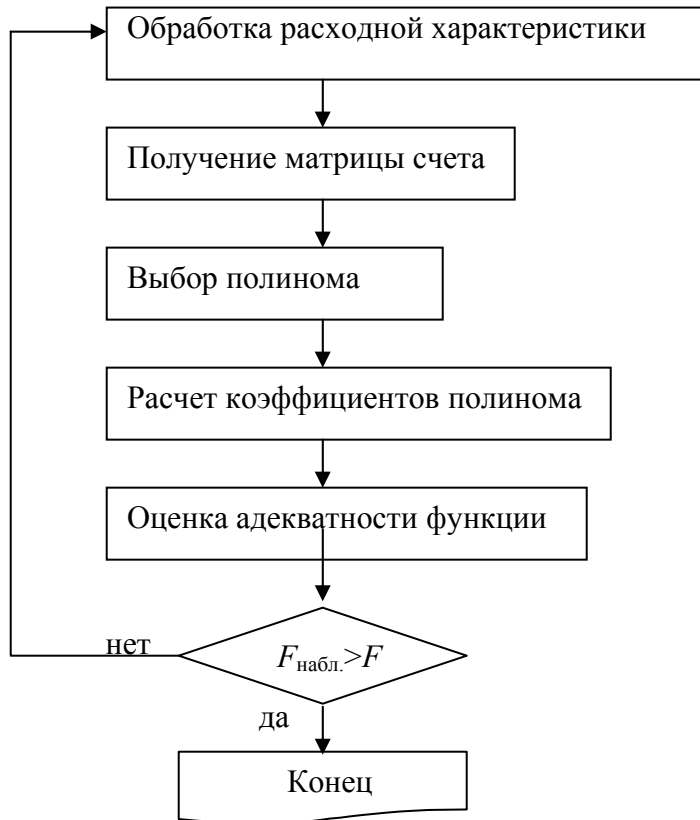 Обработка расходной характеристики
Получение матрицы счета
Выбор полинома
Расчет коэффициентов полинома
Оценка адекватности функции
нет
Fнабл.>F
да
Конец